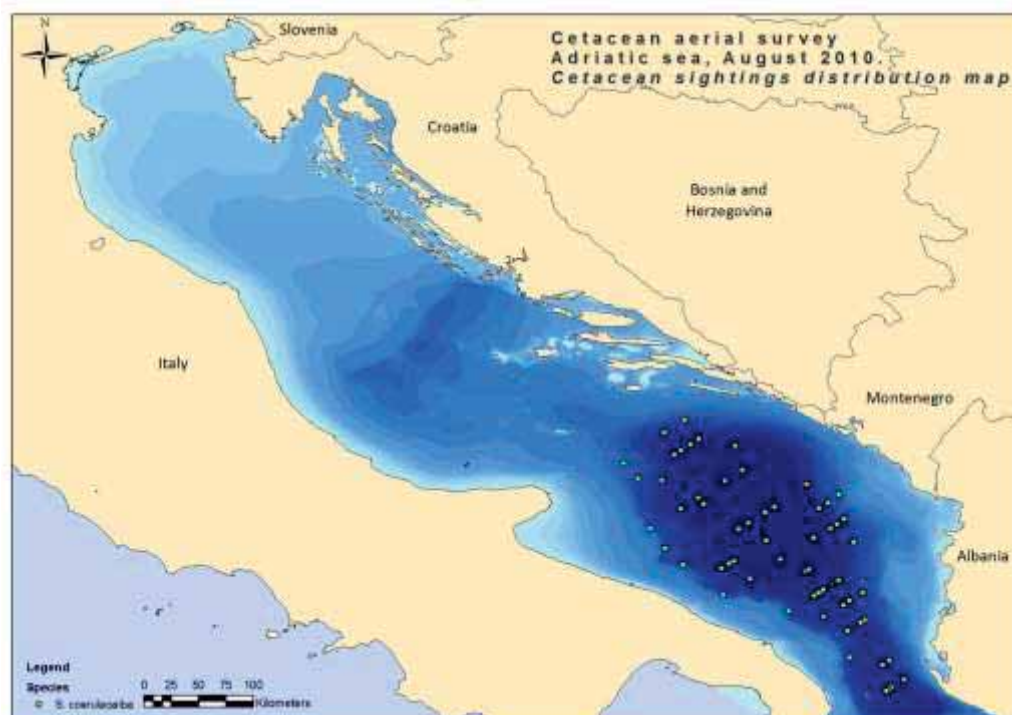 N
Slovenia
Cetacean aerial survey
Adriatic sea, August 2010.
Cetacean sightings distribution map
Croatia
Bosnia and
Herzegovina
Italy
Montenegro
Albania
Legend
Species
S. coeruleoalba
0 25 50 75 100
Kilometers